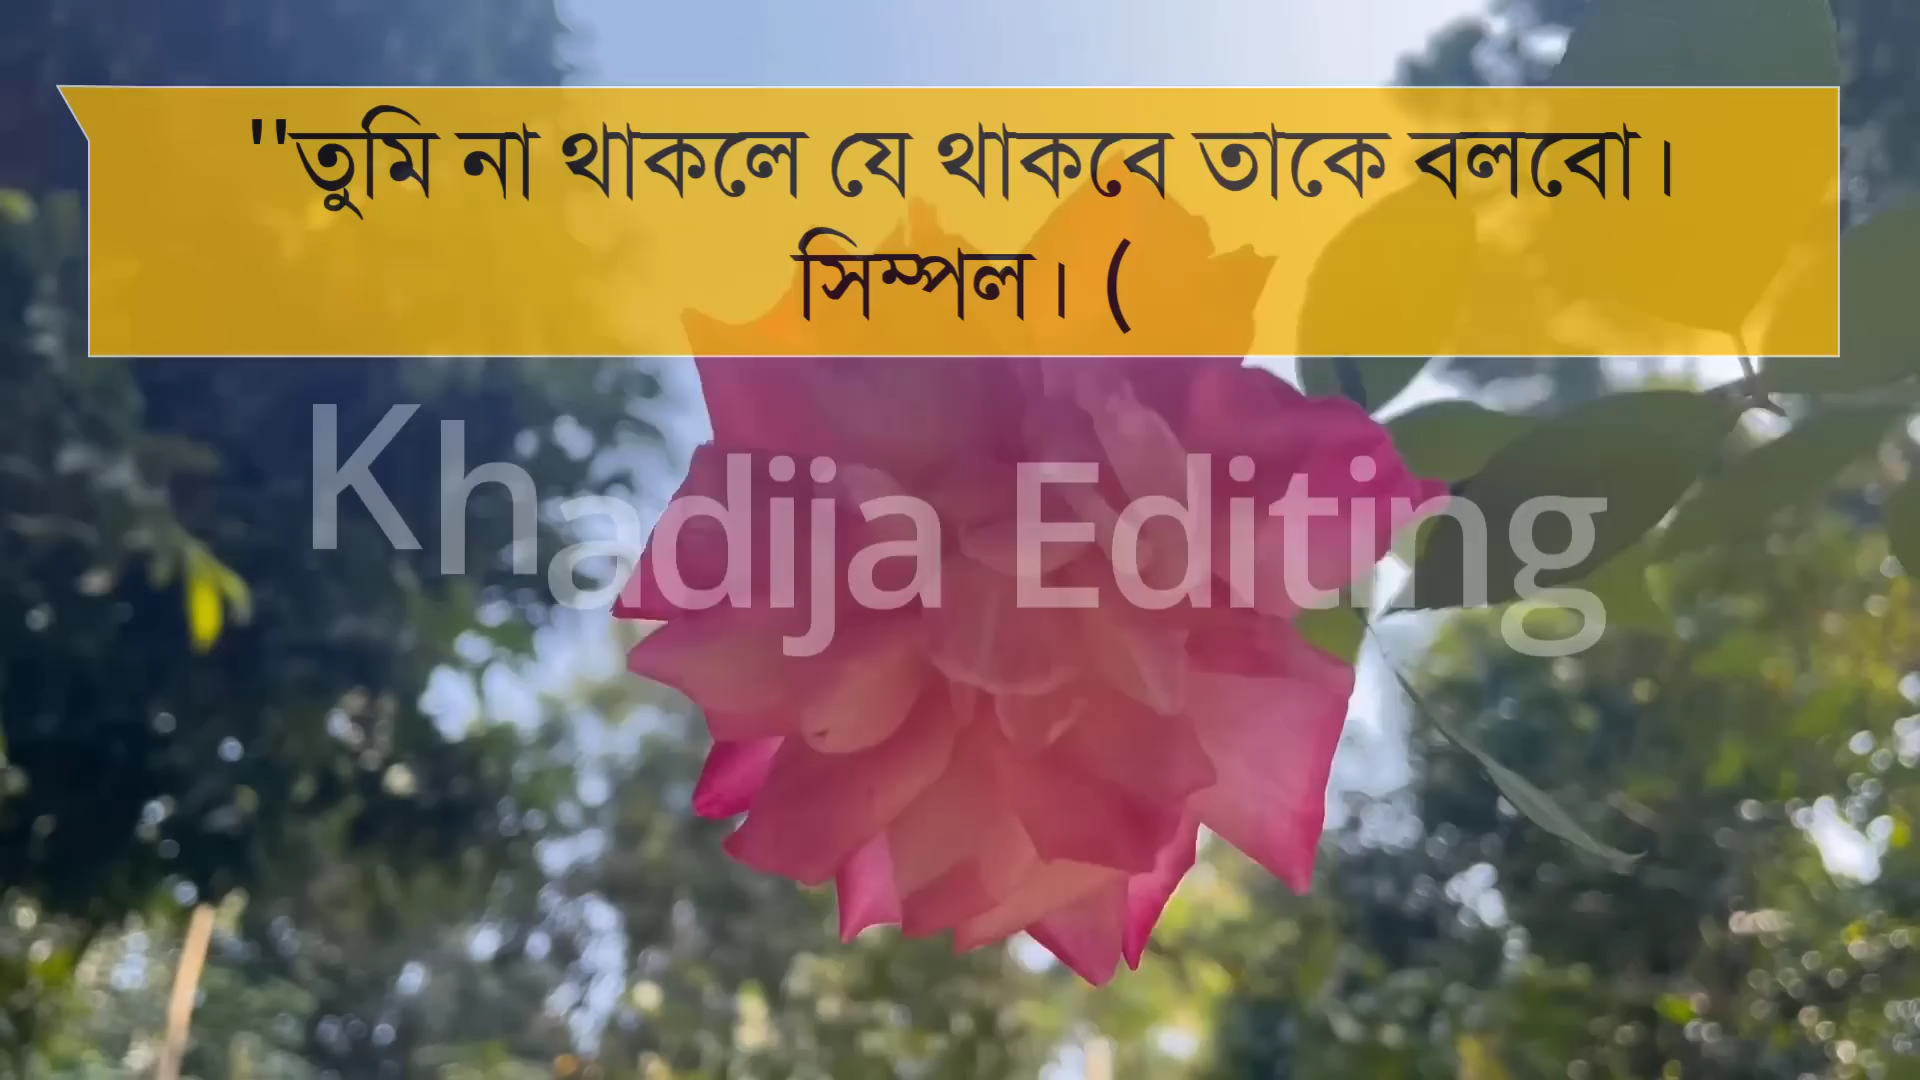 ''তুমি না থাকলে যে থাকবে তাকে বলবো।
সিম্পল। (
Khadija Editing